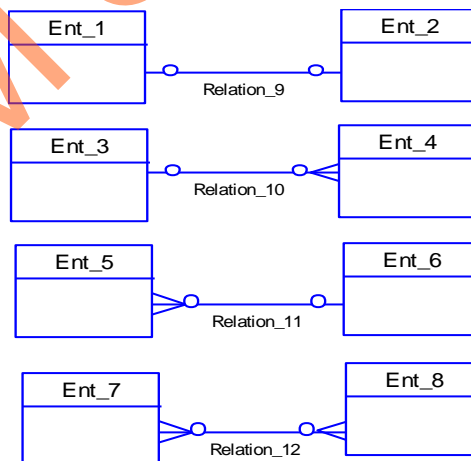 Ent_1
Ent_2
Relation_9
Ent_3
Ent_4
Relation_10
Ent_5
Ent_6
Relation_11
Ent_7
Ent_8
Relation_12